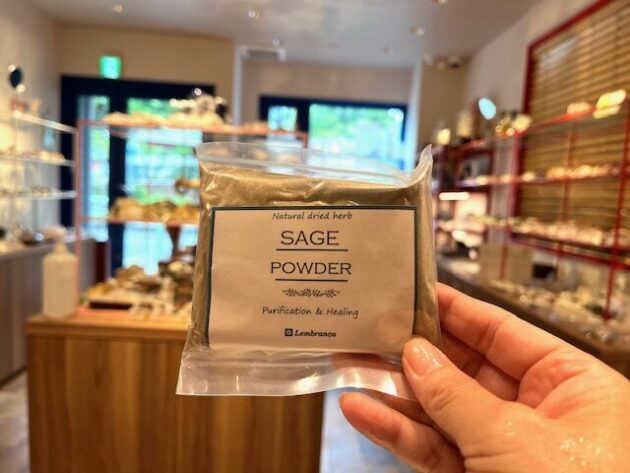 Natural dried herb
SAGE
POWDER
Purification & Healing
Lembrança